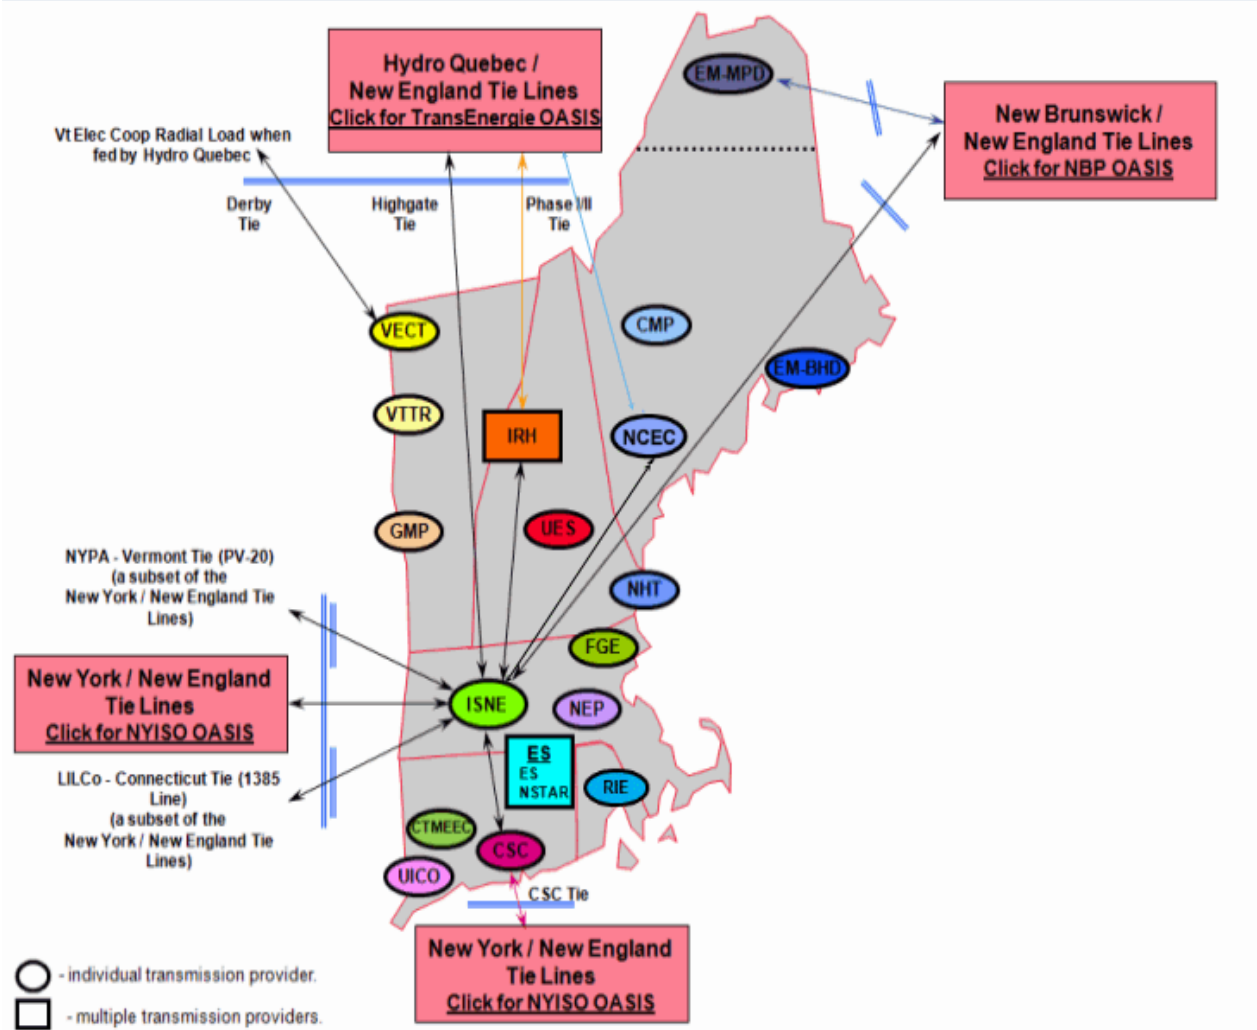 Hydro Quebec /
New England Tie Lines
Click for TransEnergie OASIS
EM-MPD
New Brunswick /
New England Tie Lines
Click for NBP OASIS
Vt Elec Coop Radial Load when
fed by Hydro Quebec
Derby
Tie
Highgate
Tie
Phase I/II
Tie
VECT
CMP
EM-BHD
VTTR
IRH
NCEC
GMP
UES
NYPA - Vermont Tie (PV-20)
(a subset of the
New York / New England Tie
Lines)
NHT
FGE
New York / New England
Tie Lines
Click for NYISO OASIS
ISNE
NEP
ES
ES
NSTAR
RIE
LILCo - Connecticut Tie (1385
Line)
(a subset of the
New York / New England Tie
Lines)
CTMEEC
CSC
UICO
CSC Tie
New York / New England
Tie Lines
Click for NYISO OASIS
- individual transmission provider.
- multiple transmission providers.